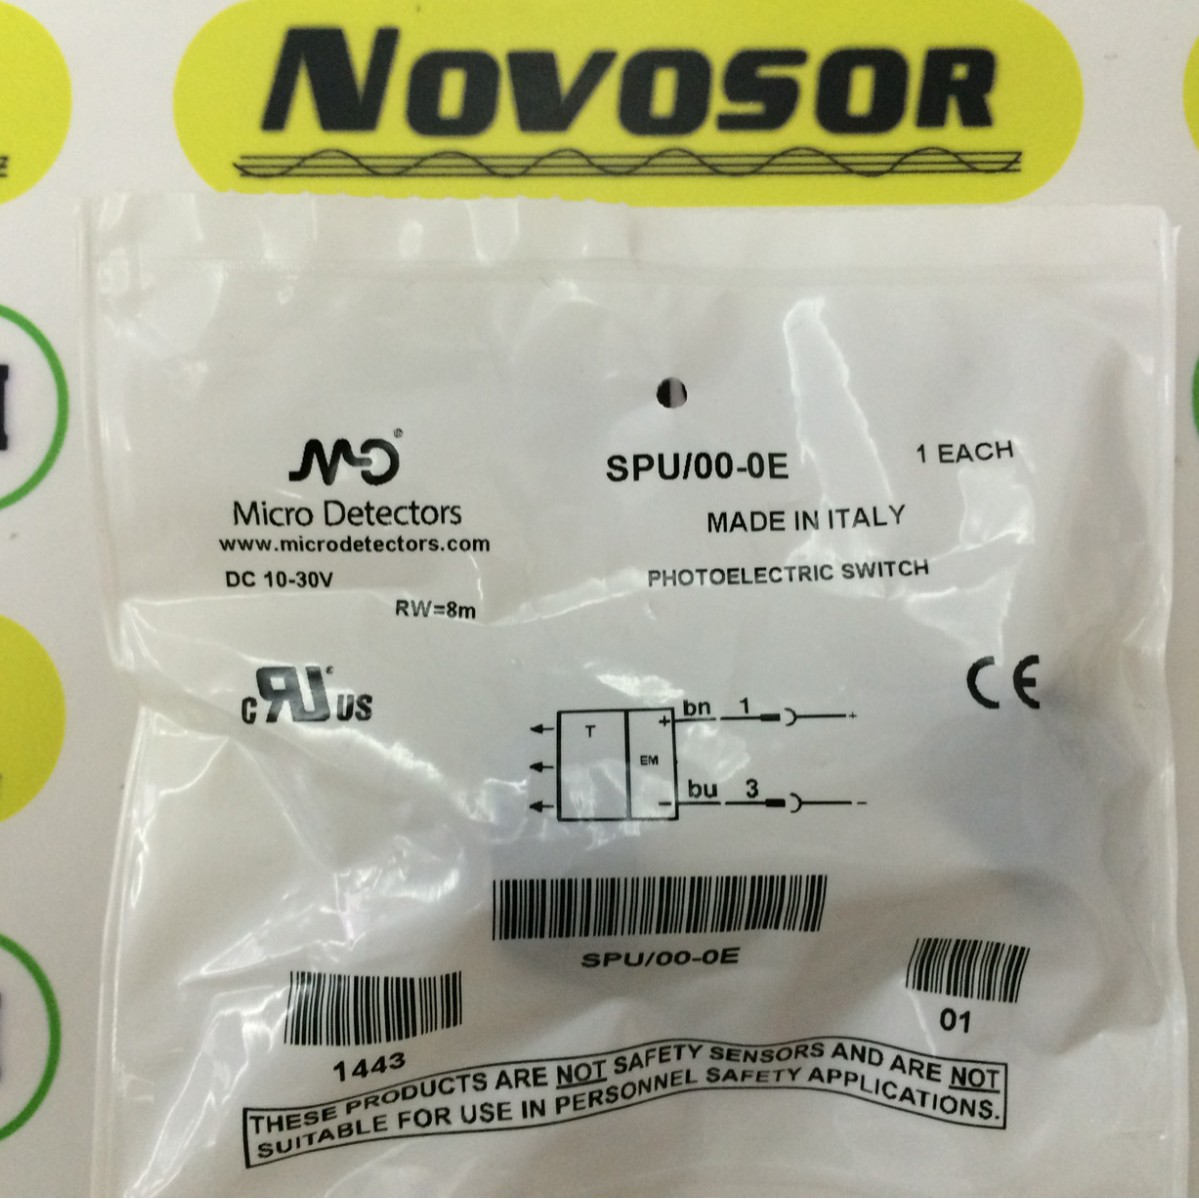 NOVOSOR
MD®
Micro Detectors
www.microdetectors.com
DC 10-30V
RW=8m
SPU/00-0E
1 EACH
MADE IN ITALY
PHOTOELECTRIC SWITCH
c RU US
CE
T
EM
+
bn 1
+
-
bu 3
-
SPU/00-0E
1443
01
THESE PRODUCTS ARE NOT SAFETY SENSORS AND ARE NOT
SUITABLE FOR USE IN PERSONNEL SAFETY APPLICATIONS.